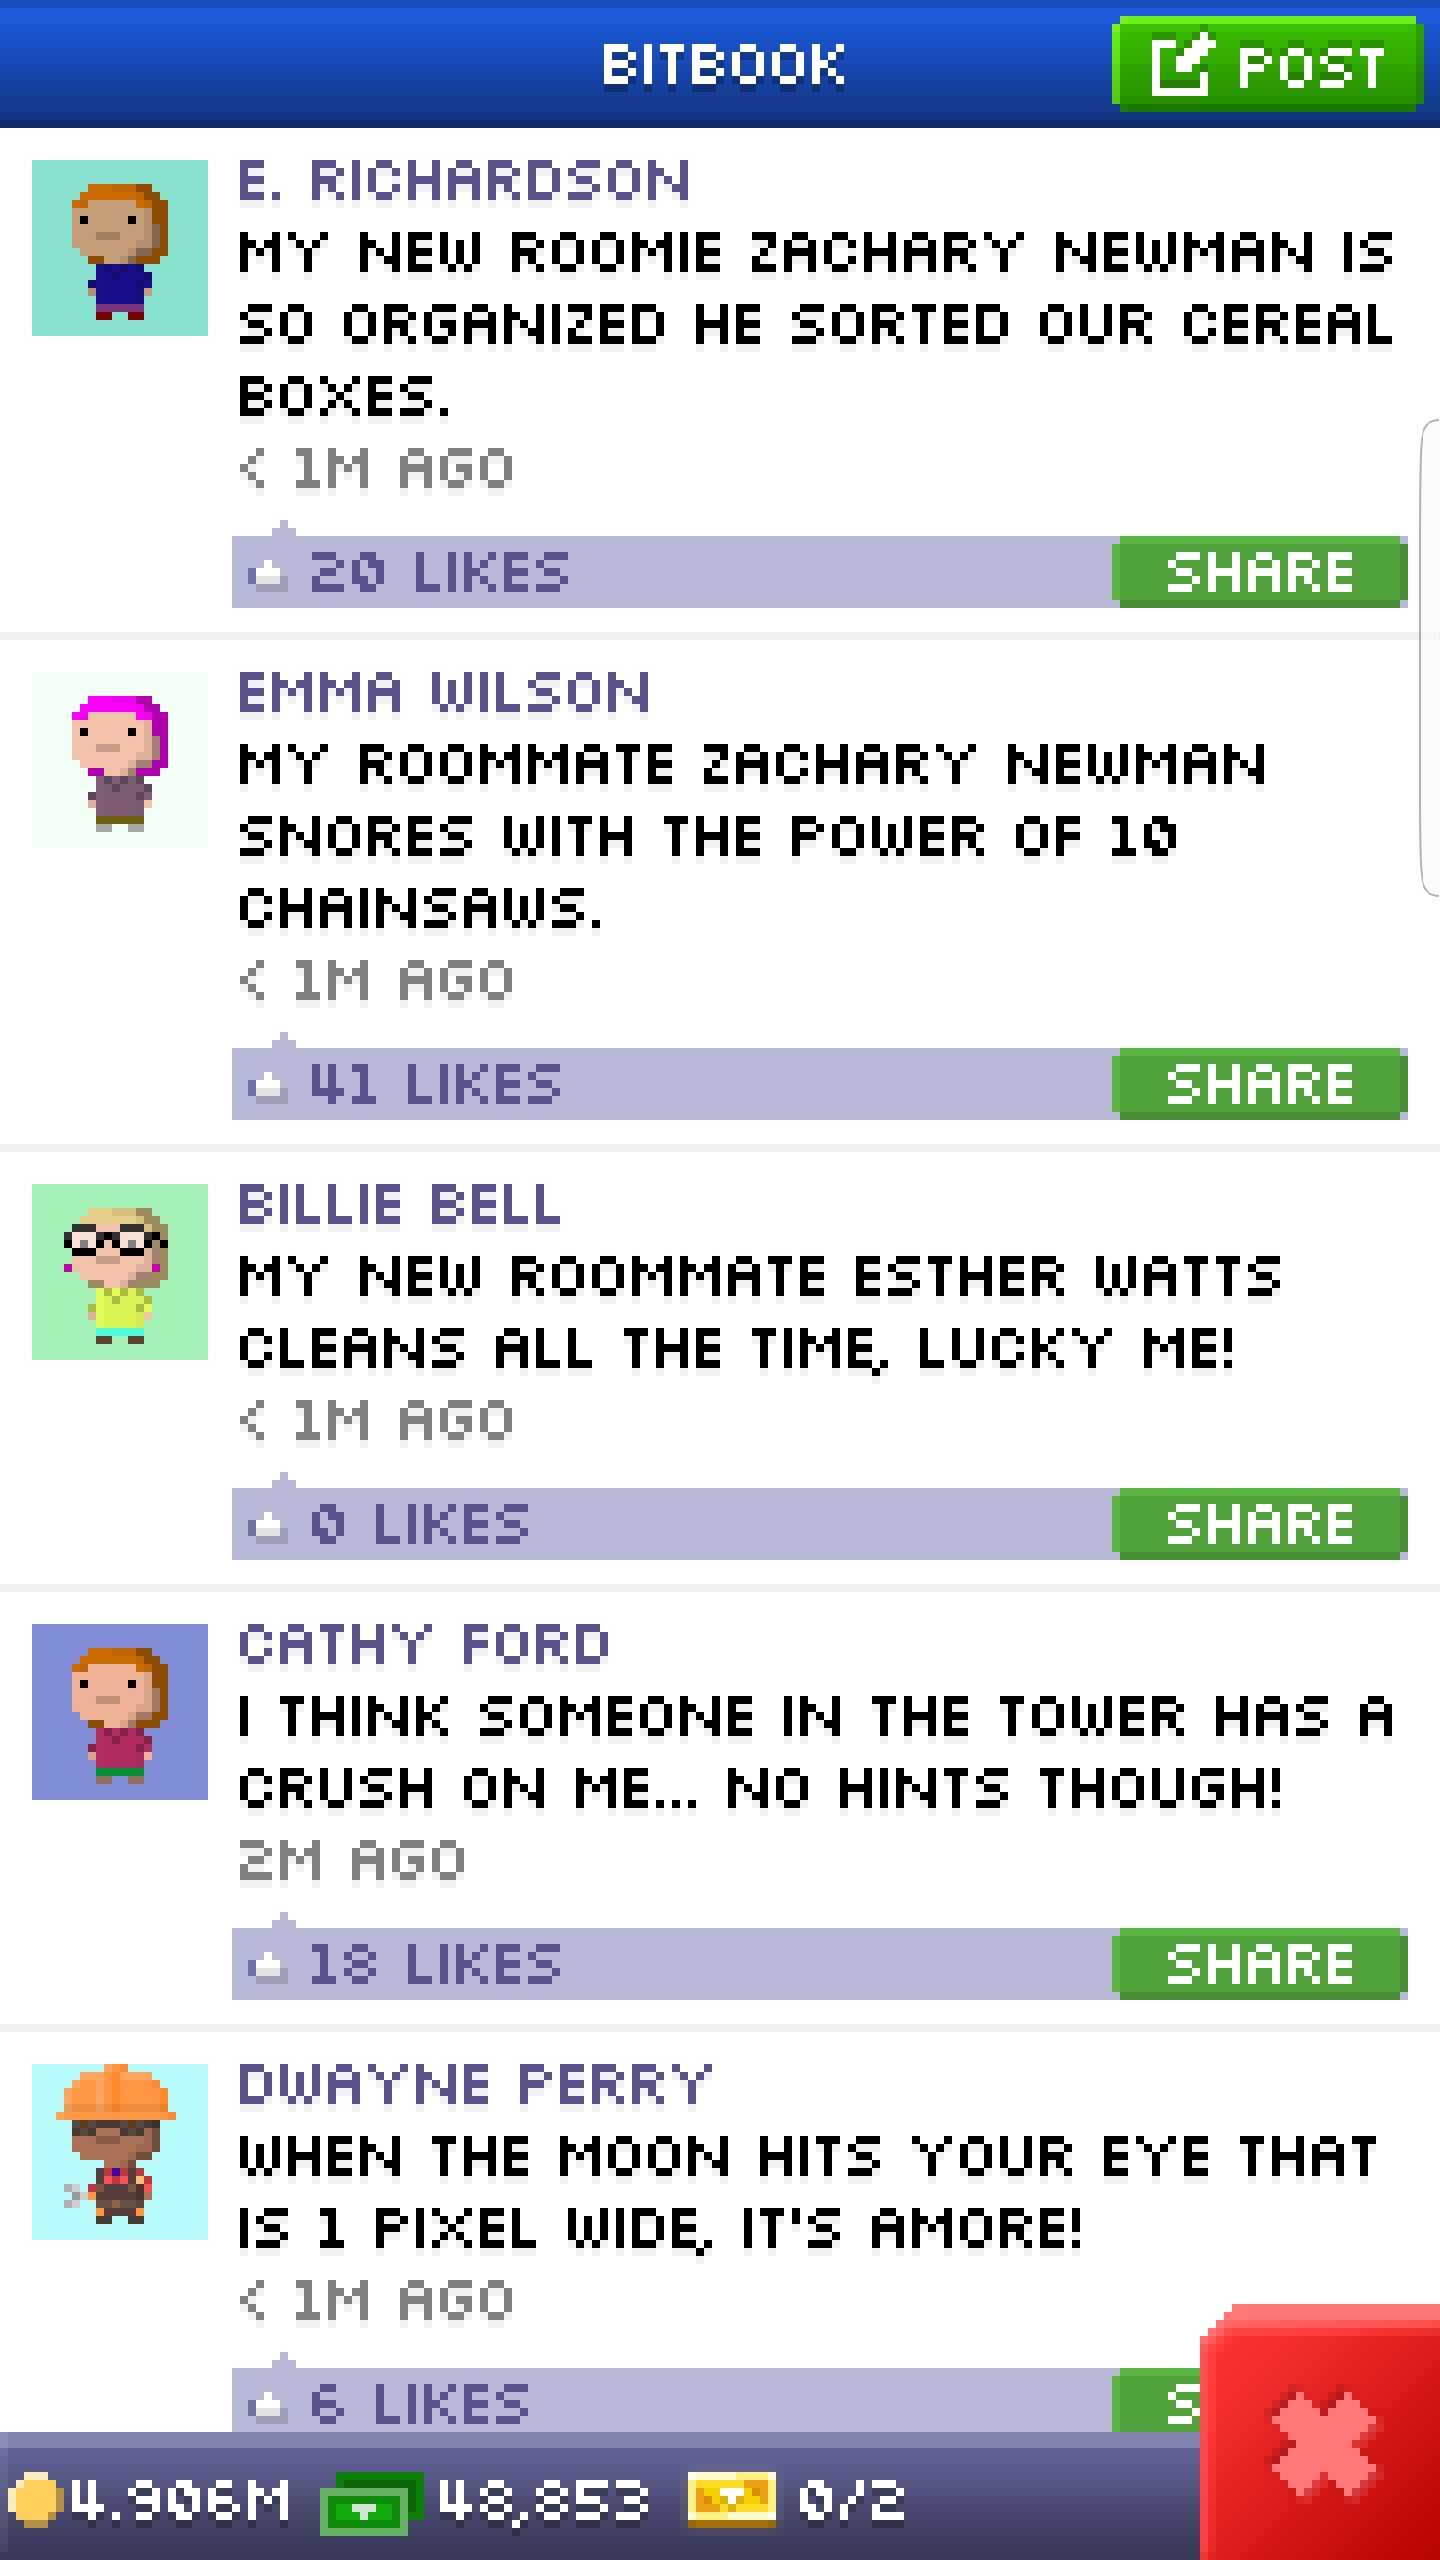 BITBOOK
POST
E. RICHARDSON
MY NEW ROOMIE ZACHARY NEWMAN IS
SO ORGANIZED HE SORTED OUR CEREAL
BOXES.
< 1M AGO
20 LIKES
SHARE
EMMA WILSON
MY ROOMMATE ZACHARY NEWMAN
SNORES WITH THE POWER OF 10
CHAINSAWS.
< 1M AGO
41 LIKES
SHARE
BILLIE BELL
MY NEW ROOMMATE ESTHER WATTS
CLEANS ALL THE TIME, LUCKY ME!
< 1M AGO
0 LIKES
SHARE
CATHY FORD
I THINK SOMEONE IN THE TOWER HAS A
CRUSH ON ME... NO HINTS THOUGH!
2M AGO
18 LIKES
SHARE
DWAYNE PERRY
WHEN THE MOON HITS YOUR EYE THAT
IS 1 PIXEL WIDE, IT'S AMORE!
< 1M AGO
6 LIKES
S
4.906M
48,853
0/2